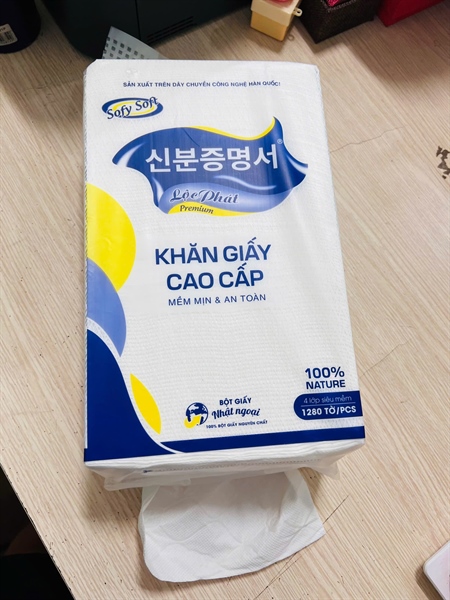 SẢN XUẤT TRÊN DÂY CHUYỀN CÔNG NGHỆ HÀN QUỐC!
Sofy Soft
신분증명서
Lộc Phát
Premium
KHĂN GIẤY
CAO CẤP
MỀM MỊN & AN TOÀN
100%
NATURE
4 lớp siêu mềm
1280 TỜ/PCS
BỘT GIẤY
Nhật ngoại
100% BỘT GIẤY NGUYÊN CHẤT